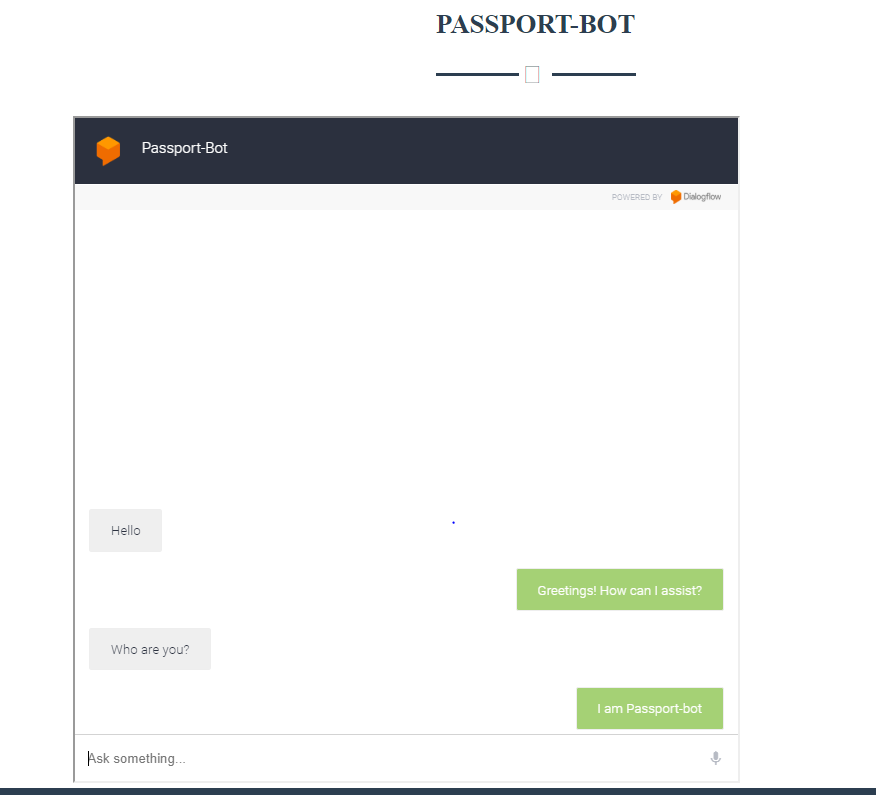 PASSPORT-BOT
Passport-Bot
POWERED BY Dialogflow
Hello
Greetings! How can I assist?
Who are you?
I am Passport-bot
Ask something...